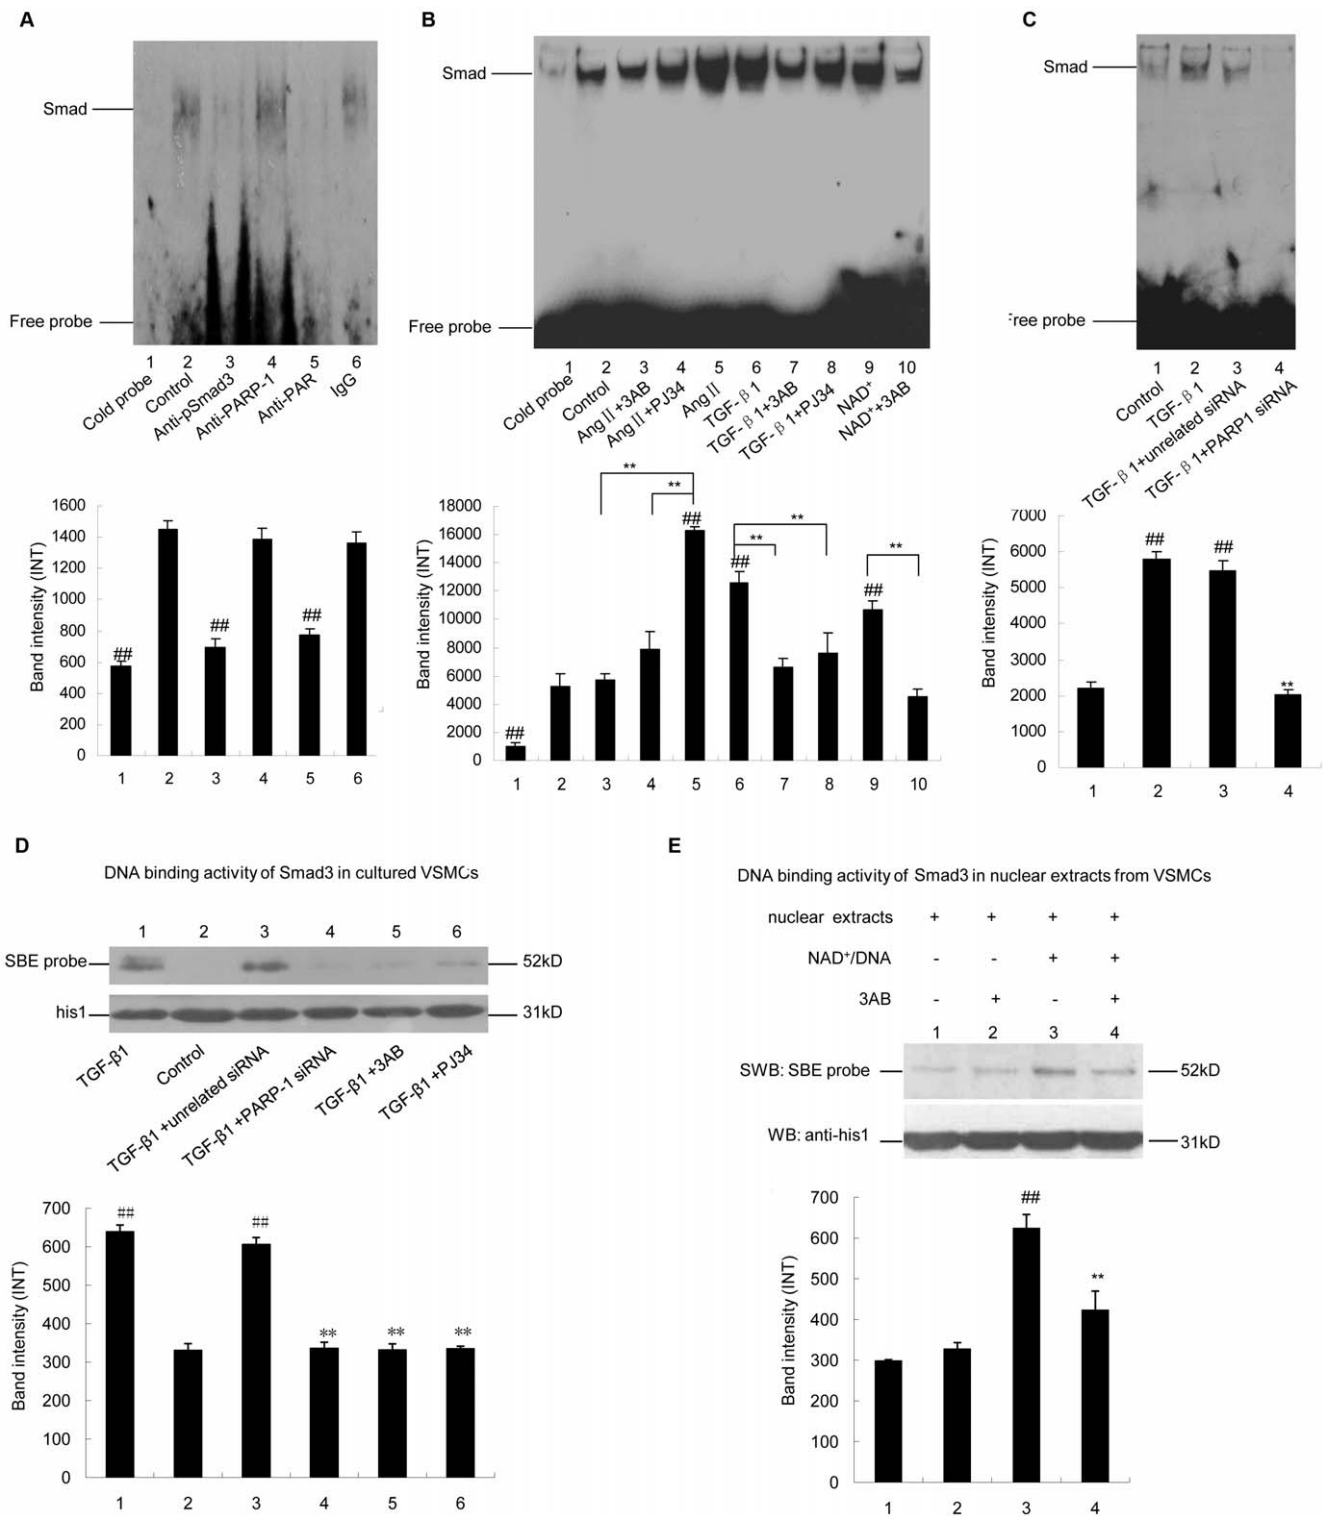 A
Smad
Free probe
1 2 3 4 5 6
Cold probe
Control
Anti-pSmad3
Anti-PARP-1
Anti-PAR
IgG
Band intensity (INT)
1600
1400
1200
1000
800
600
400
200
0
##
##
##
1 2 3 4 5 6
B
Smad
Free probe
1 2 3 4 5 6 7 8 9 10
Cold probe
Control
Ang II+3AB
Ang II+PJ34
Ang II
TGF-β1
TGF-β1+3AB
TGF-β1+PJ34
NAD+
NAD++3AB
Band intensity (INT)
18000
16000
14000
12000
10000
8000
6000
4000
2000
0
**
**
##
**
**
##
**
##
##
1 2 3 4 5 6 7 8 9 10
C
Smad
Free probe
1 2 3 4
Control
TGF-β1
TGF-β1+unrelated siRNA
TGF-β1+PARP1 siRNA
Band intensity (INT)
7000
6000
5000
4000
3000
2000
1000
0
##
##
**
1 2 3 4
D
DNA binding activity of Smad3 in cultured VSMCs
1 2 3 4 5 6
SBE probe 52kD
his1 31kD
TGF-β1
Control
TGF-β1 +unrelated siRNA
TGF-β1 +PARP-1 siRNA
TGF-β1 +3AB
TGF-β1 +PJ34
Band intensity (INT)
700
600
500
400
300
200
100
0
##
##
**
**
**
1 2 3 4 5 6
E
DNA binding activity of Smad3 in nuclear extracts from VSMCs
nuclear extracts + + + +
NAD+/DNA - - + +
3AB - + - +
1 2 3 4
SWB: SBE probe 52kD
WB: anti-his1 31kD
Band intensity (INT)
700
600
500
400
300
200
100
0
##
**
1 2 3 4